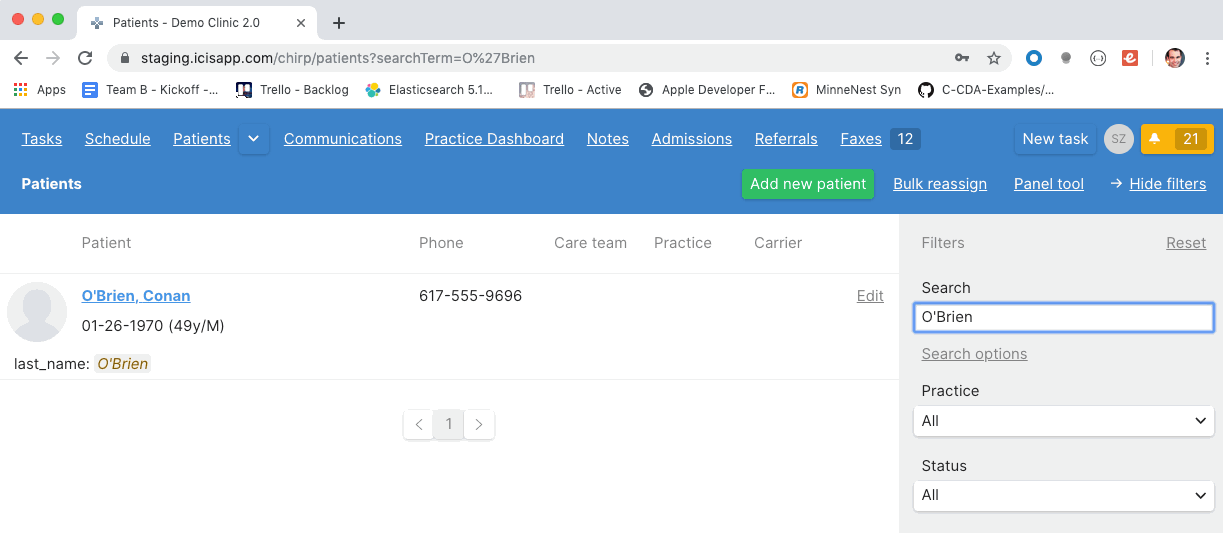 Patients - Demo Clinic 2.0
staging.icisapp.com/chirp/patients?searchTerm=O%27Brien
Apps Team B - Kickoff -... Trello - Backlog Elasticsearch 5.1... Trello - Active Apple Developer F... MinneNest Syn C-CDA-Examples/...
Tasks Schedule Patients Communications Practice Dashboard Notes Admissions Referrals Faxes 12 New task SZ 21
Patients Add new patient Bulk reassign Panel tool → Hide filters
Patient Phone Care team Practice Carrier
O'Brien, Conan 617-555-9696 Edit
01-26-1970 (49y/M)
last_name: O'Brien
1
Filters Reset
Search
O'Brien
Search options
Practice
All
Status
All